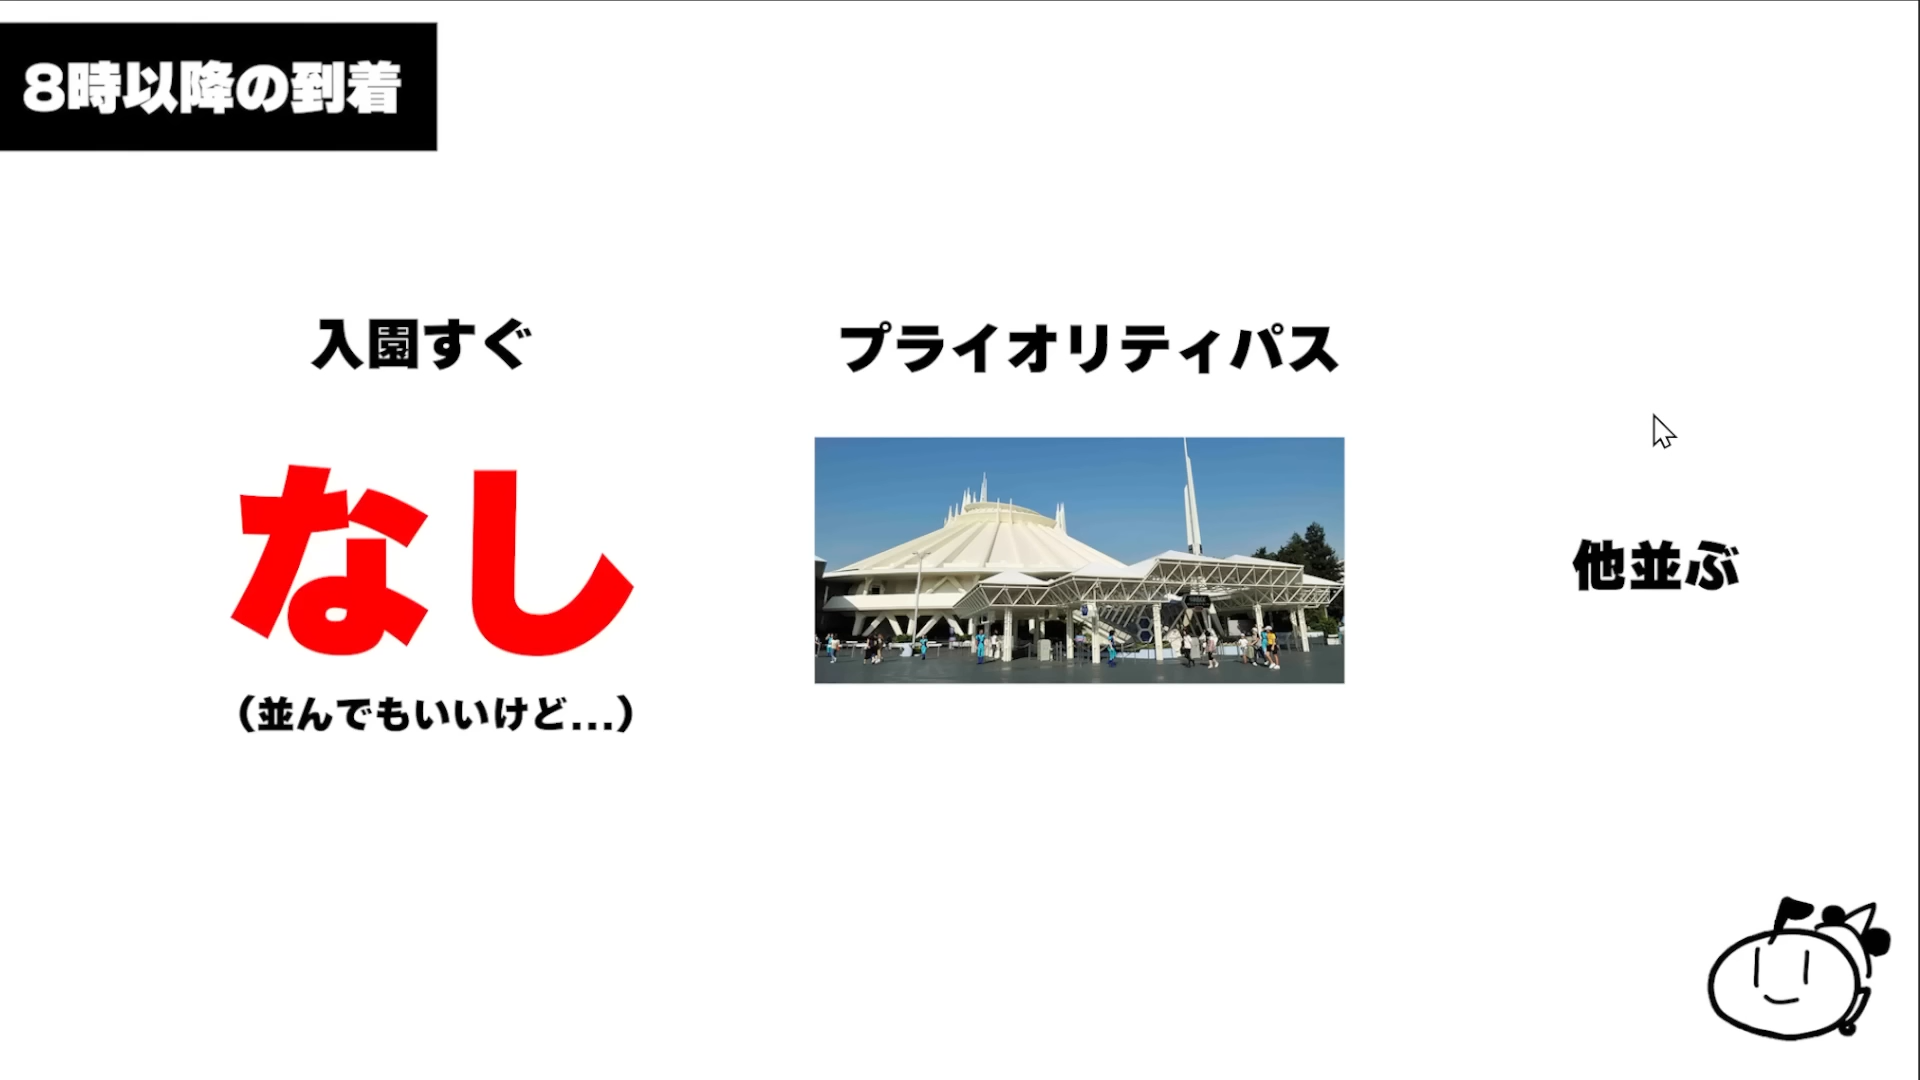 8時以降の到着
入園すぐ
なし
（並んでもいいけど...）
プライオリティパス
他並ぶ